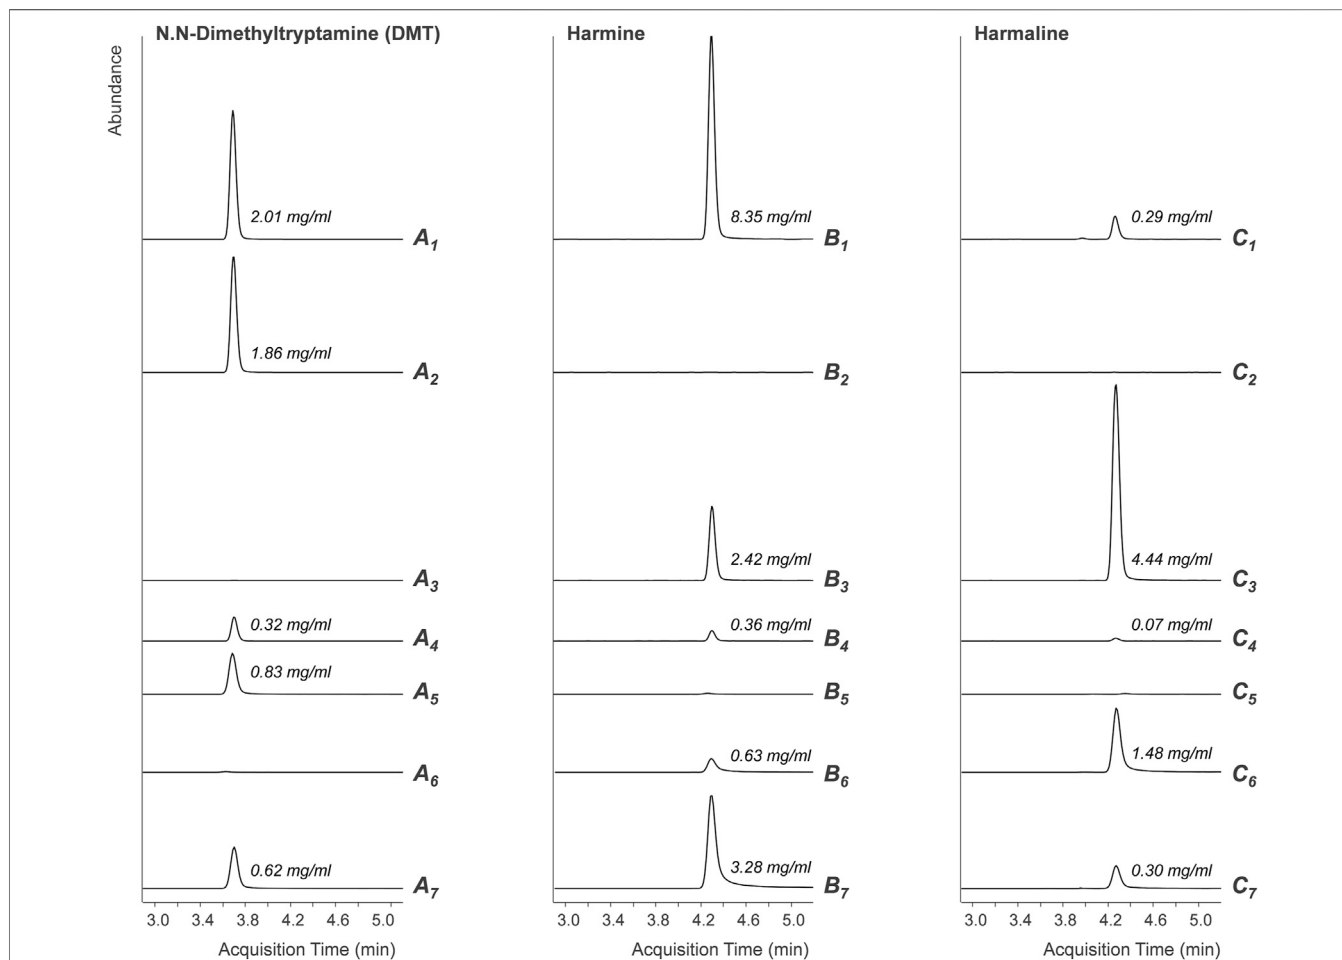 N.N-Dimethyltryptamine (DMT)
Harmine
Harmaline
Abundance
2.01 mg/ml
A1
8.35 mg/ml
B1
0.29 mg/ml
C1
1.86 mg/ml
A2
B2
C2
A3
2.42 mg/ml
B3
4.44 mg/ml
C3
0.32 mg/ml
A4
0.36 mg/ml
B4
0.07 mg/ml
C4
0.83 mg/ml
A5
B5
C5
A6
0.63 mg/ml
B6
1.48 mg/ml
C6
0.62 mg/ml
A7
3.28 mg/ml
B7
0.30 mg/ml
C7
3.0 3.4 3.8 4.2 4.6 5.0
3.0 3.4 3.8 4.2 4.6 5.0
3.0 3.4 3.8 4.2 4.6 5.0
Acquisition Time (min)
Acquisition Time (min)
Acquisition Time (min)